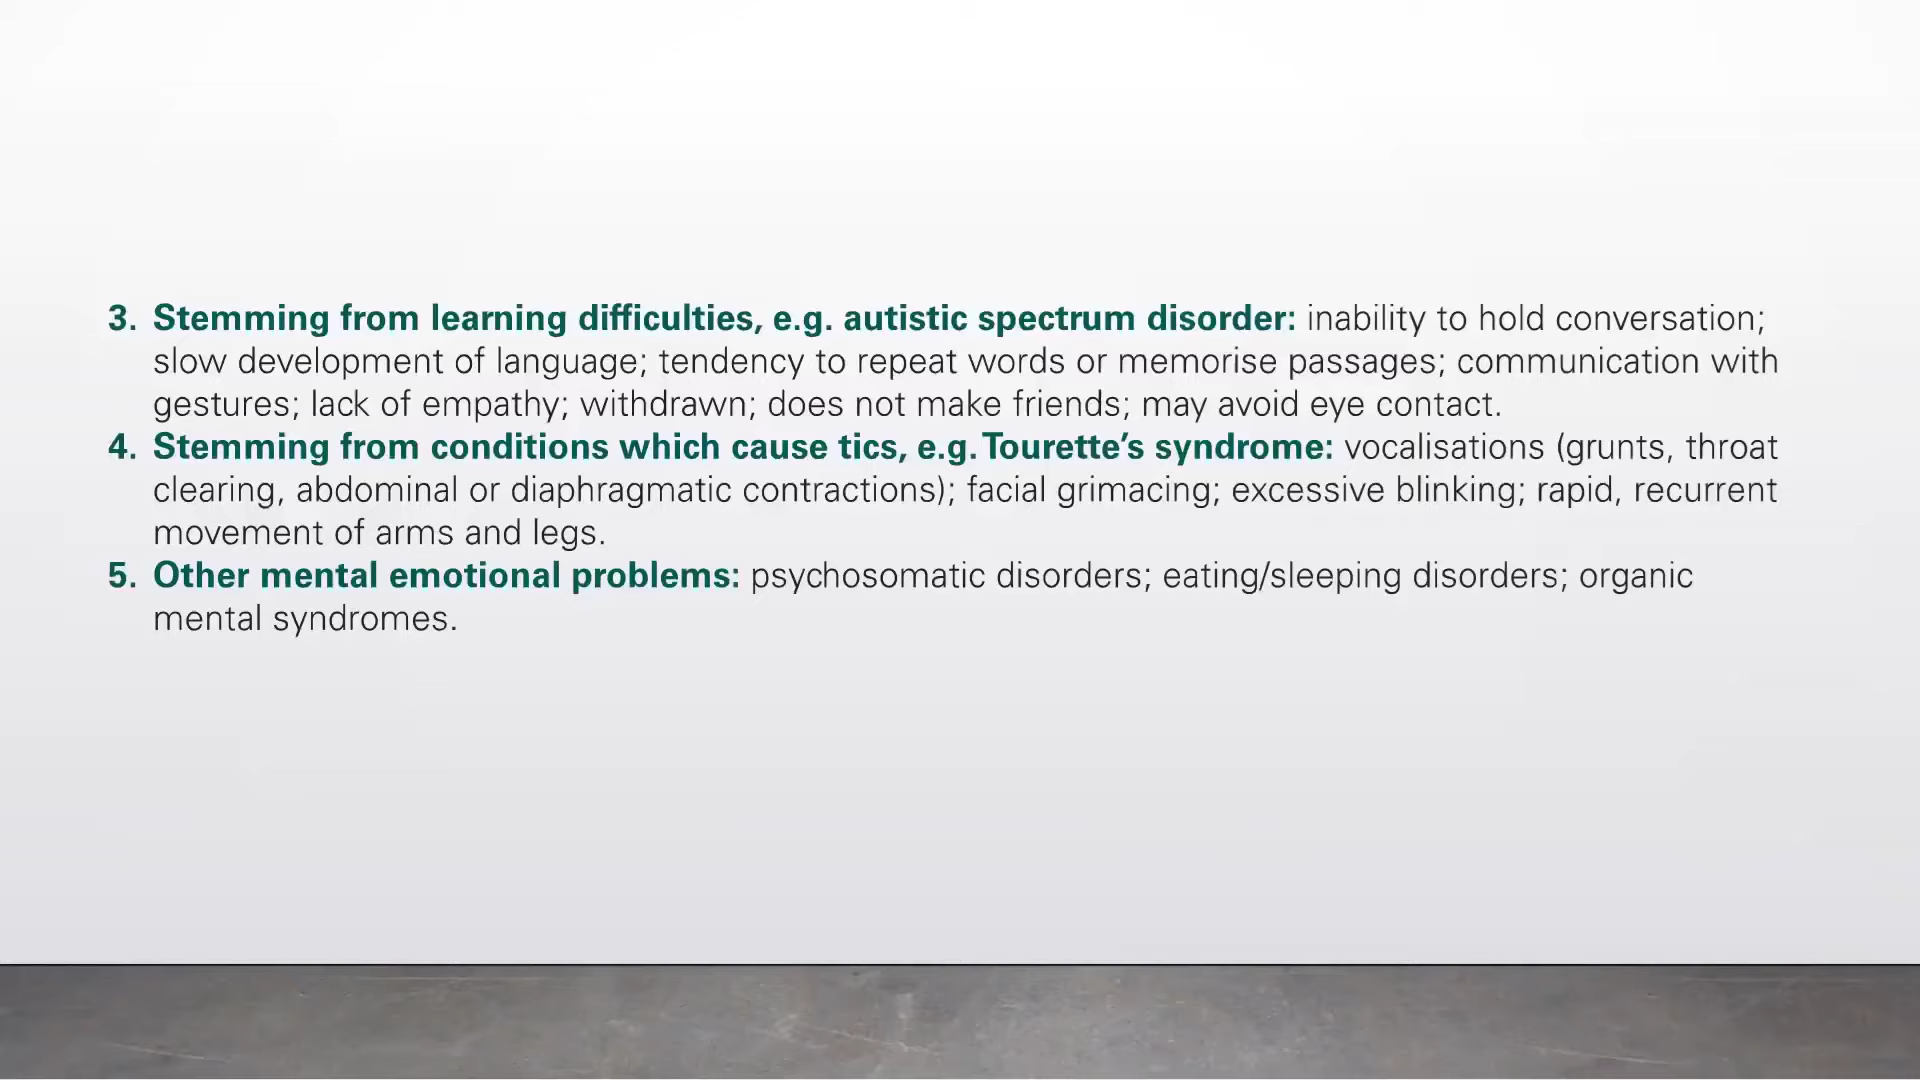 3. Stemming from learning difficulties, e.g. autistic spectrum disorder: inability to hold conversation;
slow development of language; tendency to repeat words or memorise passages; communication with
gestures; lack of empathy; withdrawn; does not make friends; may avoid eye contact.
4. Stemming from conditions which cause tics, e.g. Tourette’s syndrome: vocalisations (grunts, throat
clearing, abdominal or diaphragmatic contractions); facial grimacing; excessive blinking; rapid, recurrent
movement of arms and legs.
5. Other mental emotional problems: psychosomatic disorders; eating/sleeping disorders; organic
mental syndromes.